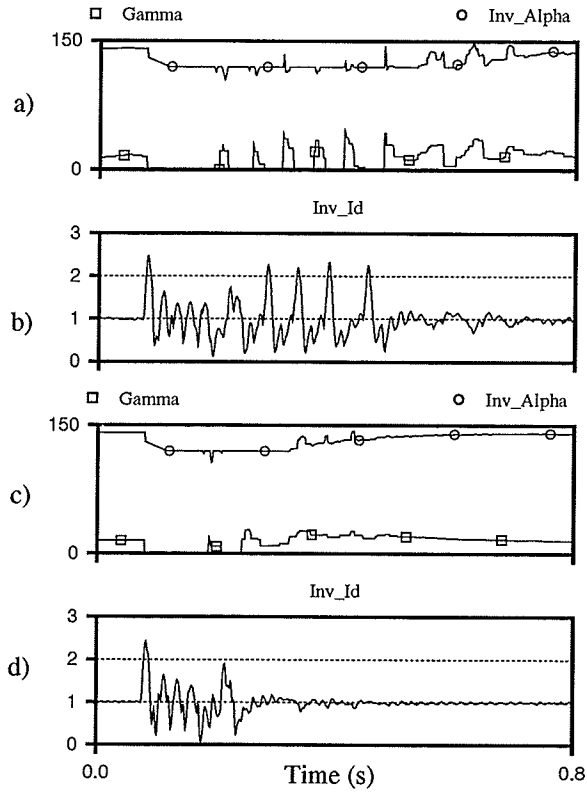 Gamma Inv_Alpha
150
a)
0
Inv_Id
3
2
b)
1
0
Gamma Inv_Alpha
150
c)
0
Inv_Id
3
2
d)
1
0
0.0 Time (s) 0.8